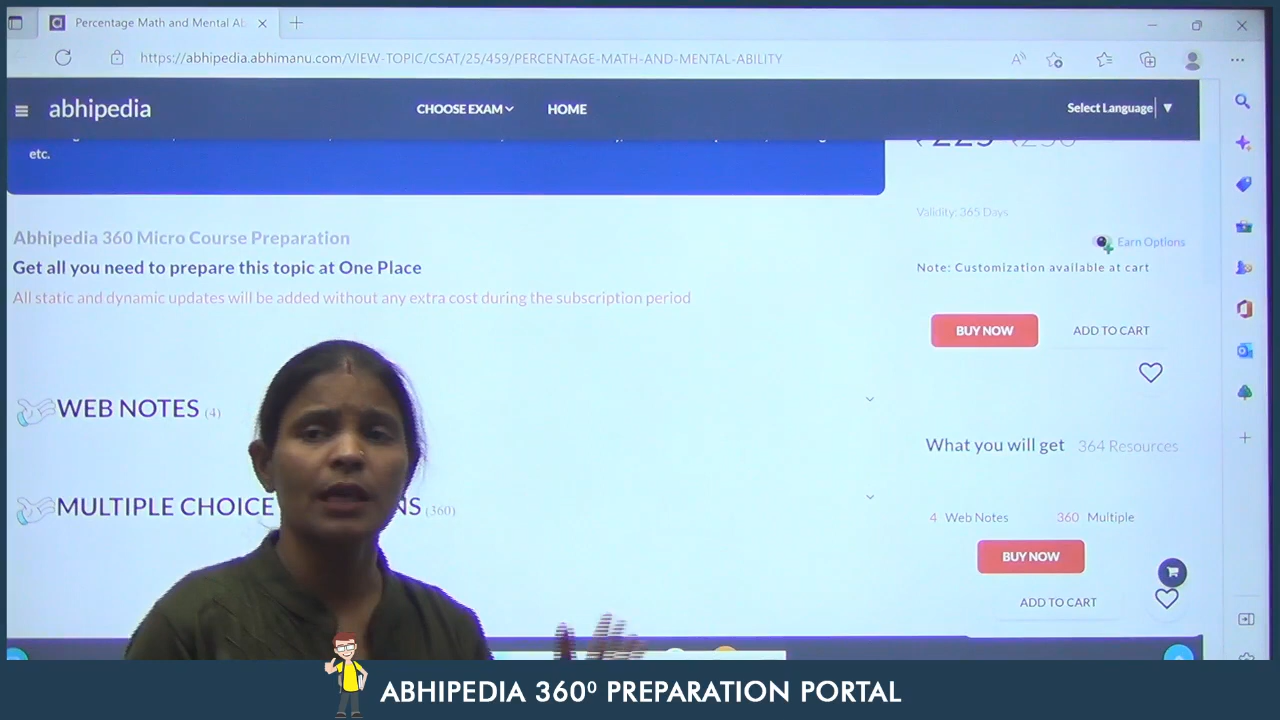 Percentage Math and Mental Ab
https://abhipedia.abhimanu.com/VIEW-TOPIC/CSAT/25/459/PERCENTAGE-MATH-AND-MENTAL-ABILITY
abhipedia
CHOOSE EXAM
HOME
Select Language
etc.
₹225 ₹250
Validity: 365 Days
Earn Options
Note: Customization available at cart
BUY NOW
ADD TO CART
Abhipedia 360 Micro Course Preparation
Get all you need to prepare this topic at One Place
All static and dynamic updates will be added without any extra cost during the subscription period
WEB NOTES (4)
MULTIPLE CHOICE NS (360)
What you will get 364 Resources
4 Web Notes 360 Multiple
BUY NOW
ADD TO CART
ABHIPEDIA 360⁰ PREPARATION PORTAL